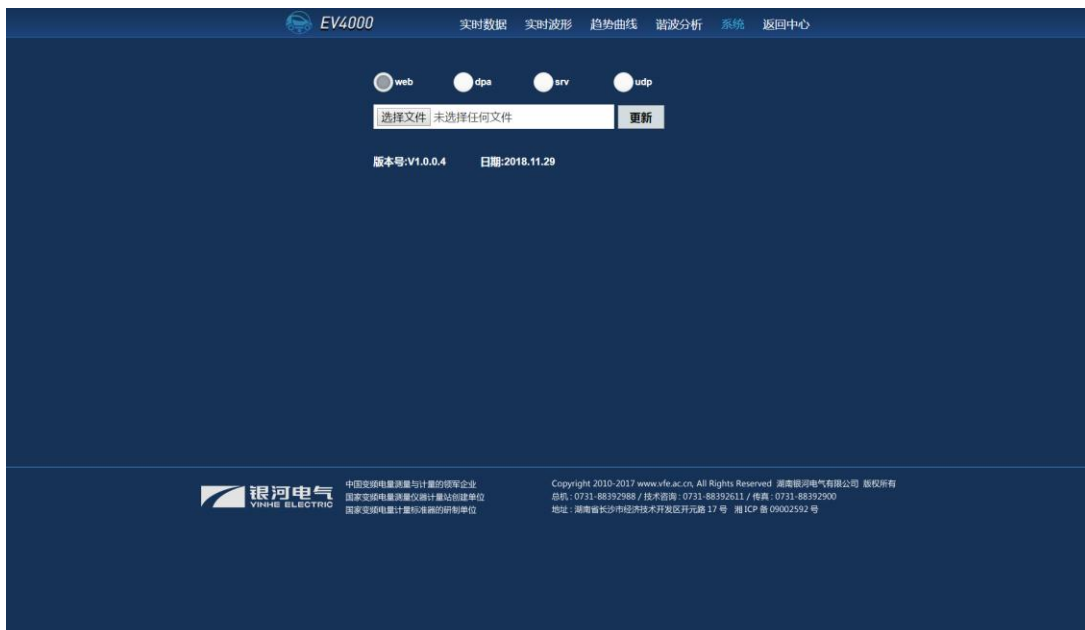 EV4000 实时数据 实时波形 趋势曲线 谐波分析 系统 返回中心
web dpa srv udp
选择文件 未选择任何文件 更新
版本号:V1.0.0.4 日期:2018.11.29
银河电气
YINHE ELECTRIC
中国变频电量测量与计量的领军企业
国家变频电量测量仪器计量站创建单位
国家变频电量计量标准器的研制单位
Copyright 2010-2017 www.vfe.ac.cn, All Rights Reserved 湖南银河电气有限公司 版权所有
总机 : 0731-88392988 / 技术咨询 : 0731-88392611 / 传真 : 0731-88392900
地址 : 湖南省长沙市经济技术开发区开元路 17 号 湘 ICP 备 09002592 号